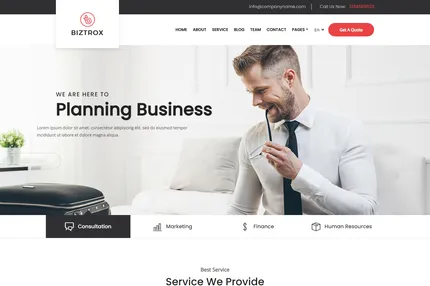 info@companyname.com | Call Us Now:
BIZTROX
HOME ABOUT SERVICE BLOG TEAM CONTACT PAGES EN Get A Quote
WE ARE HERE TO
Planning Business
Lorem ipsum dolor sit amet, consectetur adipisicing elit, sed do eiusmod tempor
incididunt ut labore et dolore magna aliqua.
Consultation Marketing Finance Human Resources
Best Service
Service We Provide